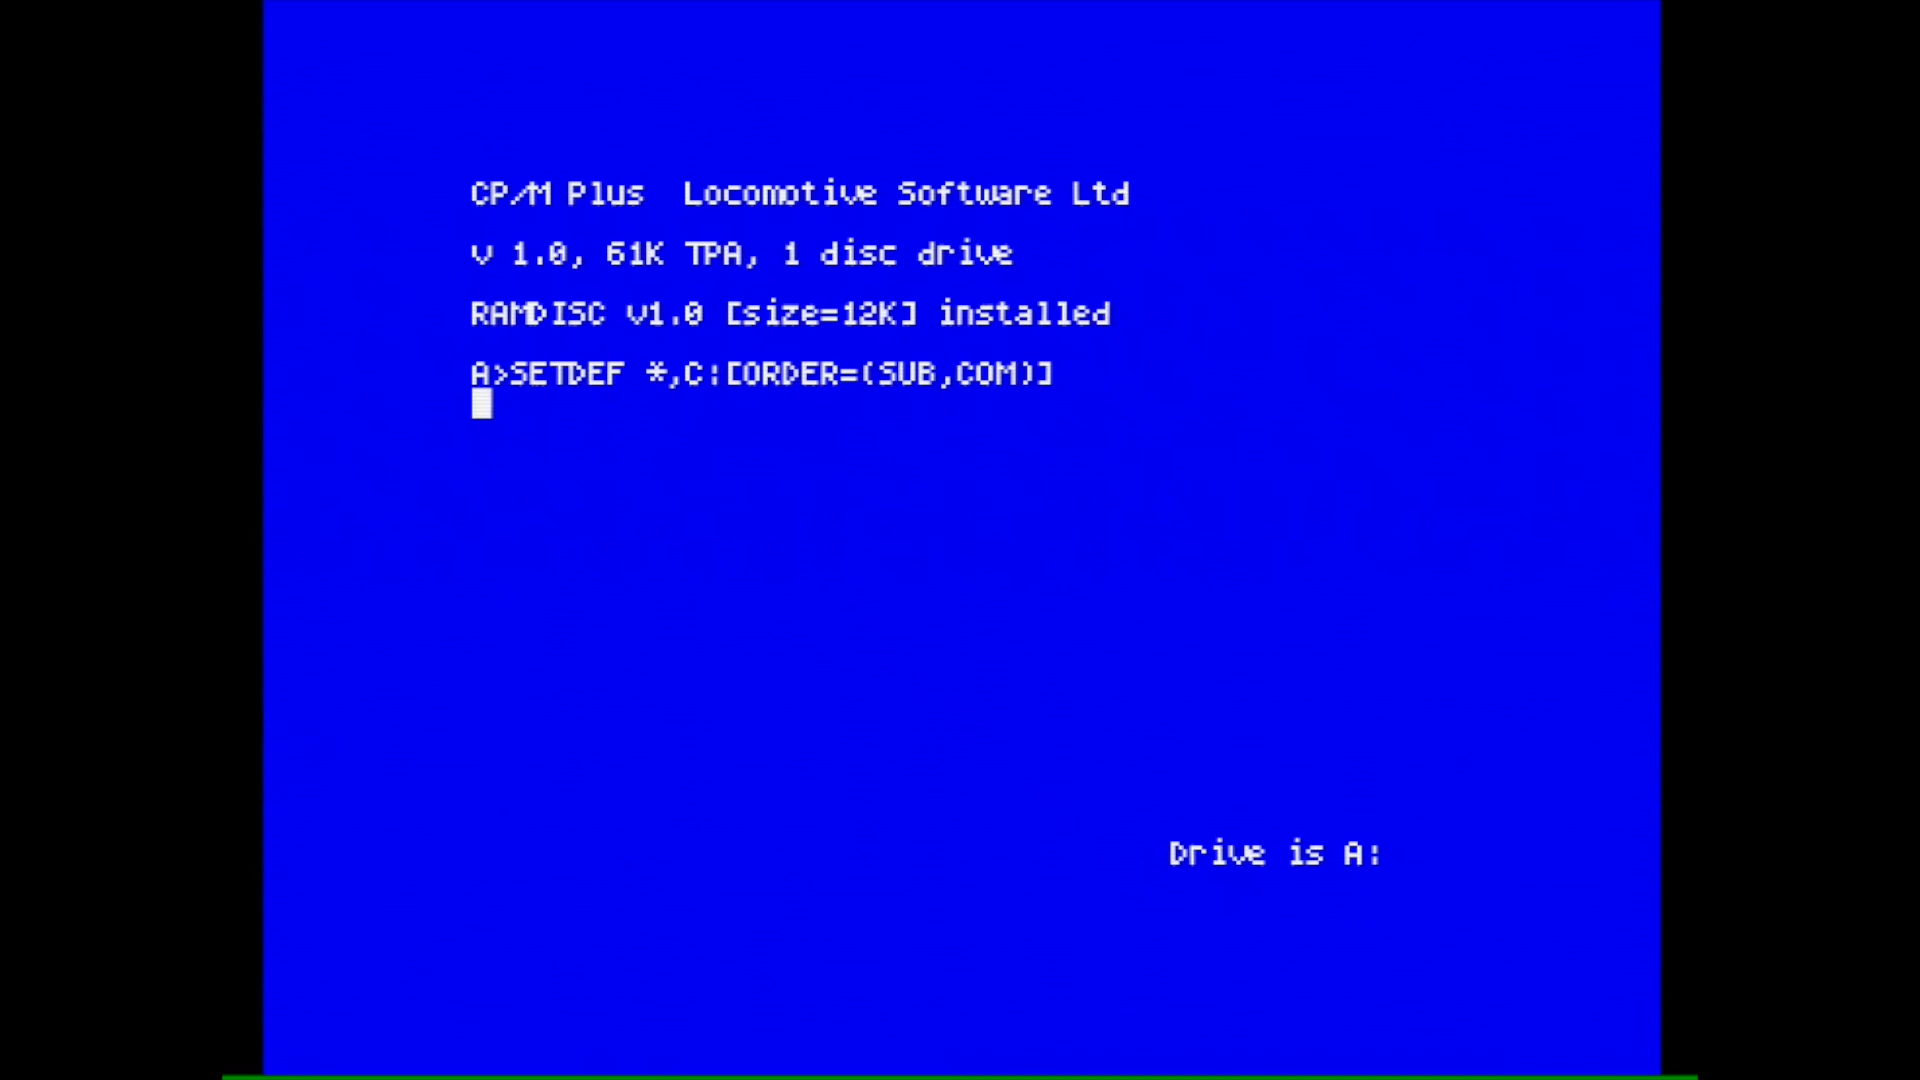 CP/M Plus  Locomotive Software Ltd
v 1.0, 61K TPA, 1 disc drive
RAMDISC v1.0 [size=12K] installed
A>SETDEF *,C:[ORDER=(SUB,COM)]
Drive is A: